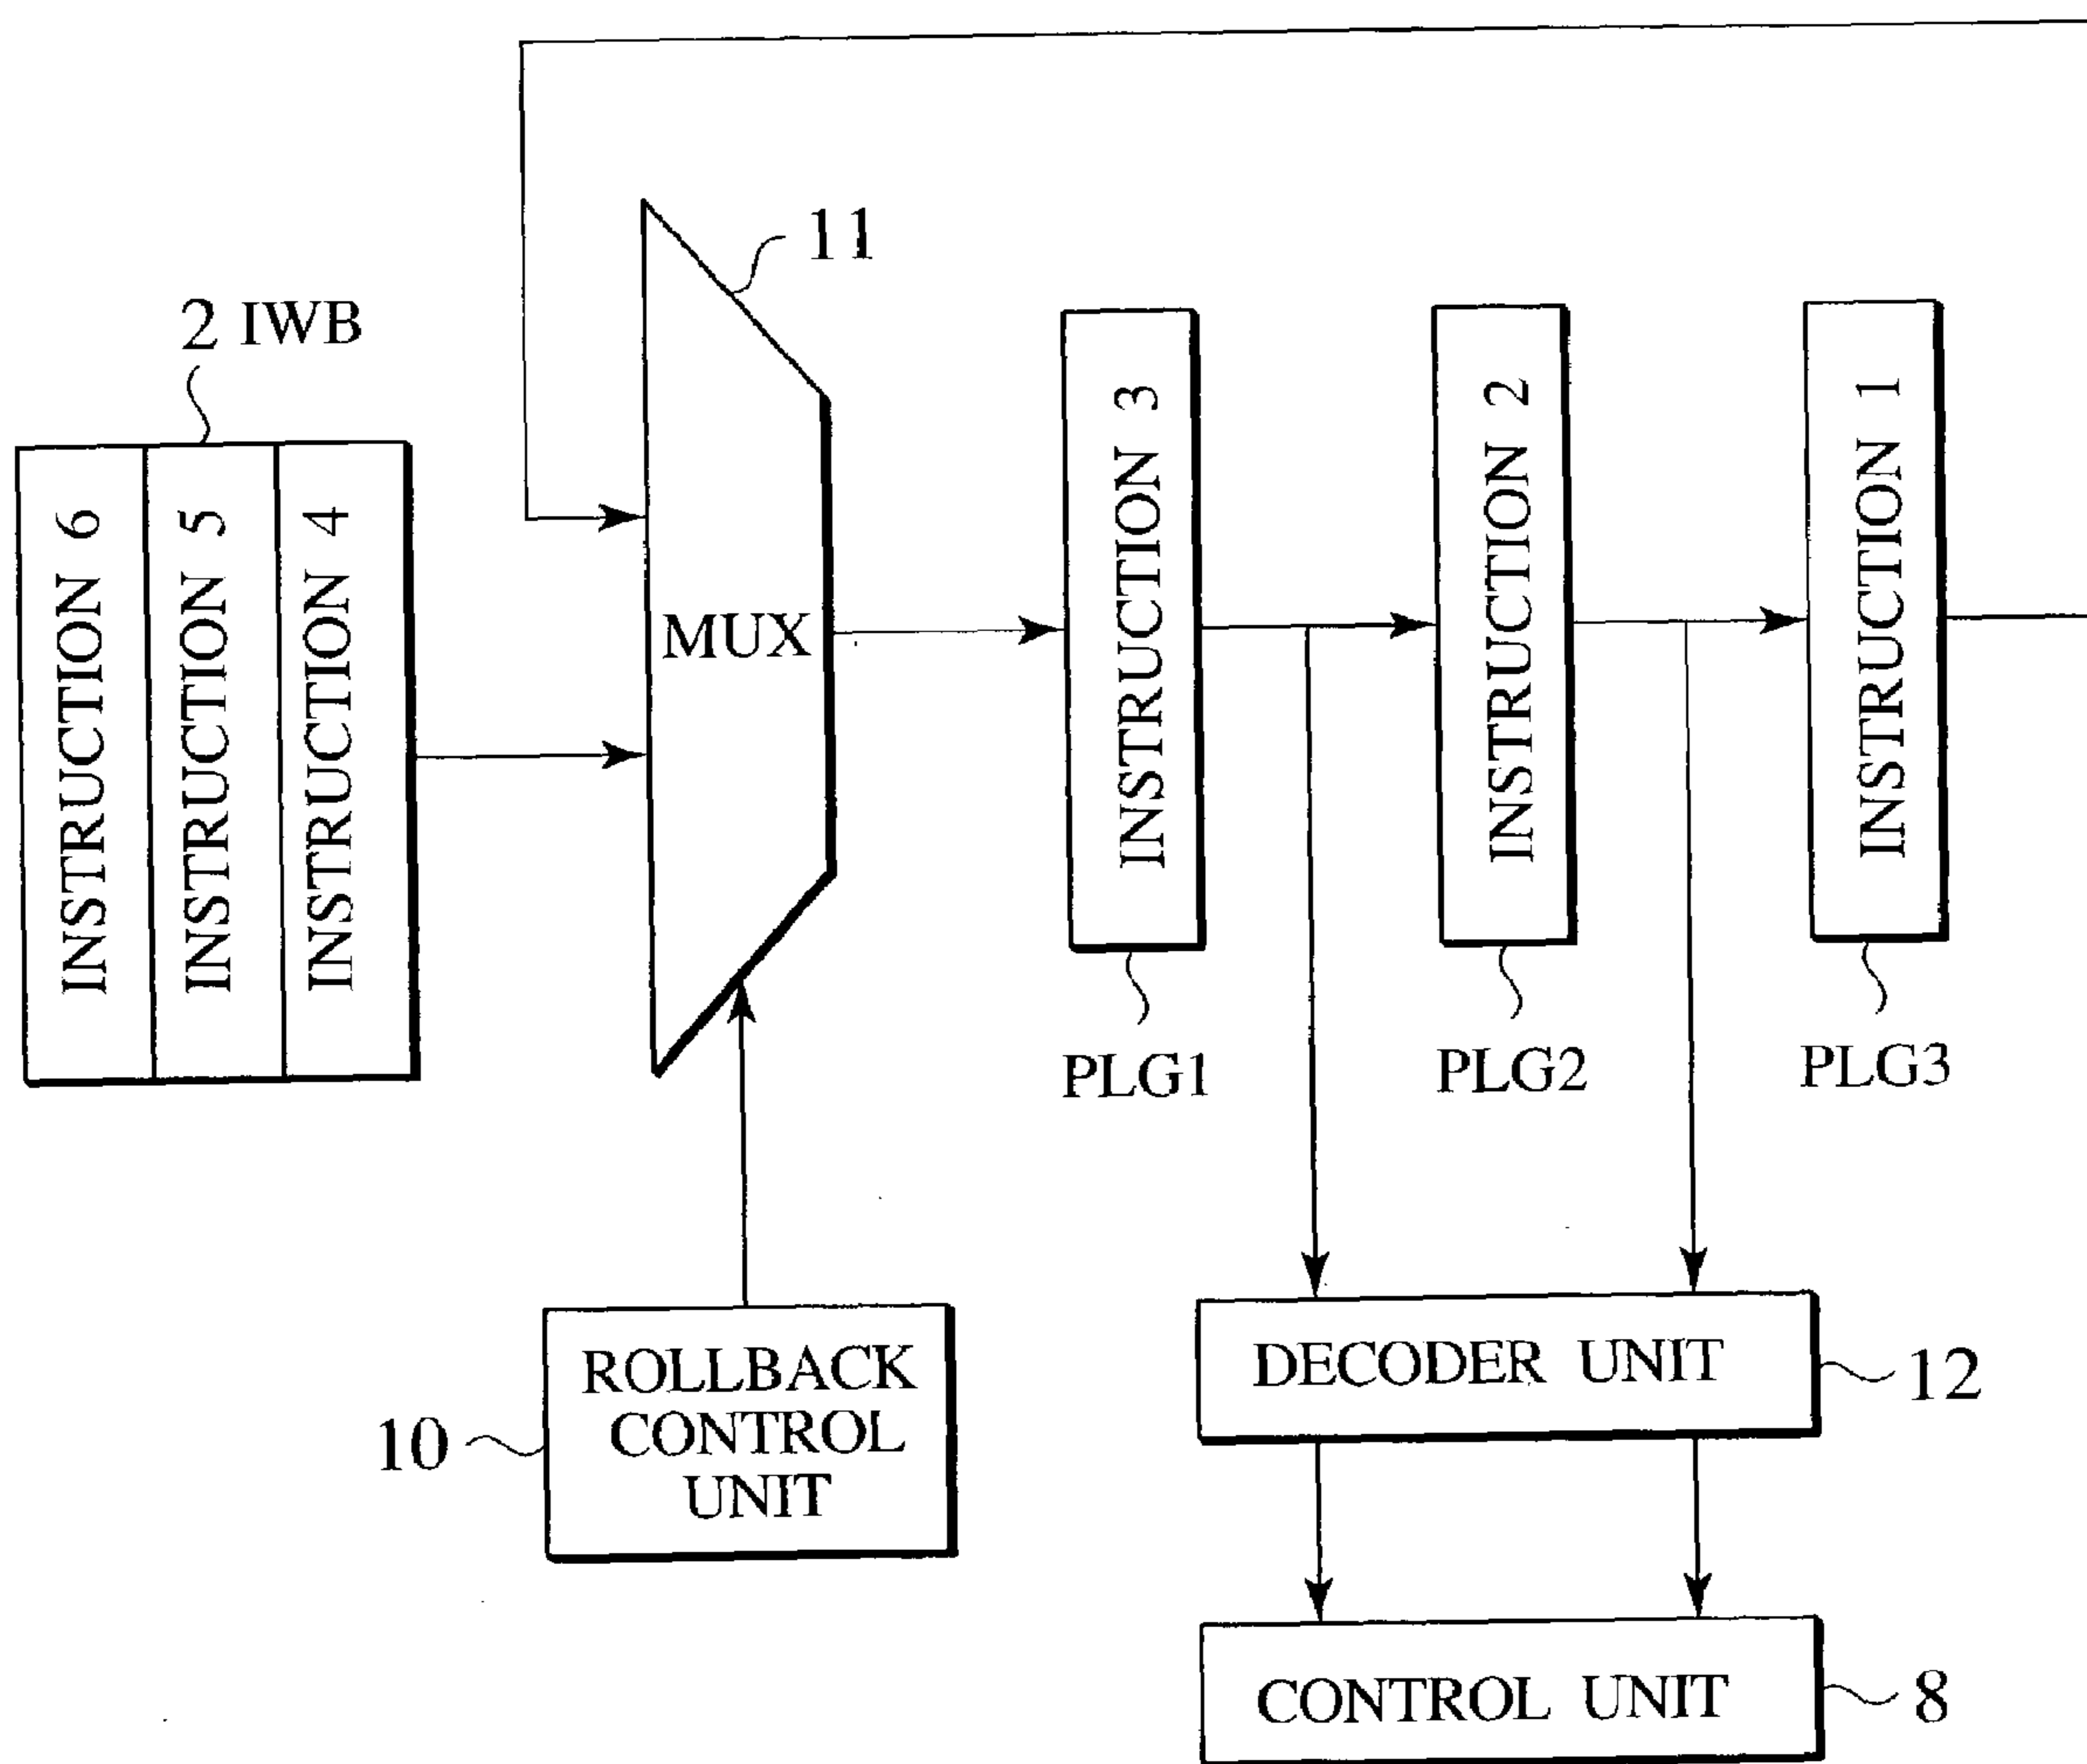 11
2 IWB
INSTRUCTION 6
INSTRUCTION 5
INSTRUCTION 4
MUX
INSTRUCTION 3
INSTRUCTION 2
INSTRUCTION 1
PLG1
PLG2
PLG3
10
ROLLBACK
CONTROL
UNIT
DECODER UNIT
12
CONTROL UNIT
8